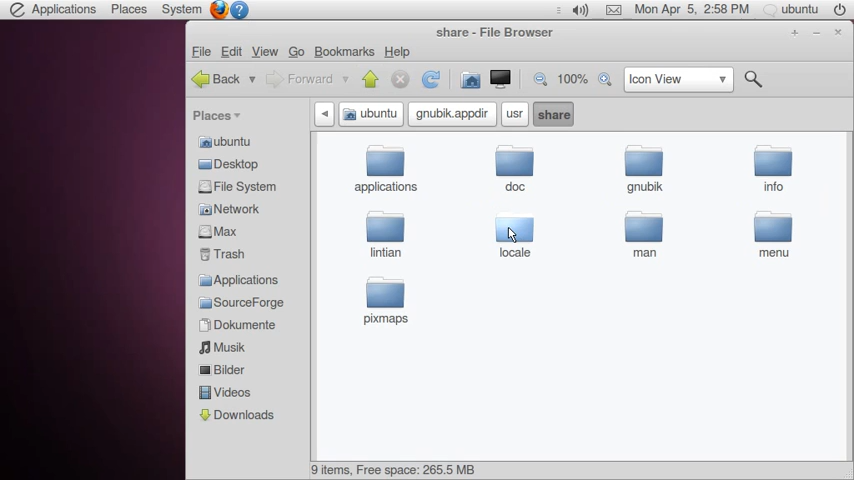 Applications Places System Mon Apr 5, 2:58 PM ubuntu
share - File Browser
File Edit View Go Bookmarks Help
Back Forward 100% Icon View
Places ubuntu gnubik.appdir usr share
ubuntu
Desktop
File System
Network
Max
Trash
Applications
SourceForge
Dokumente
Musik
Bilder
Videos
Downloads
applications doc gnubik info
lintian locale man menu
pixmaps
9 items, Free space: 265.5 MB